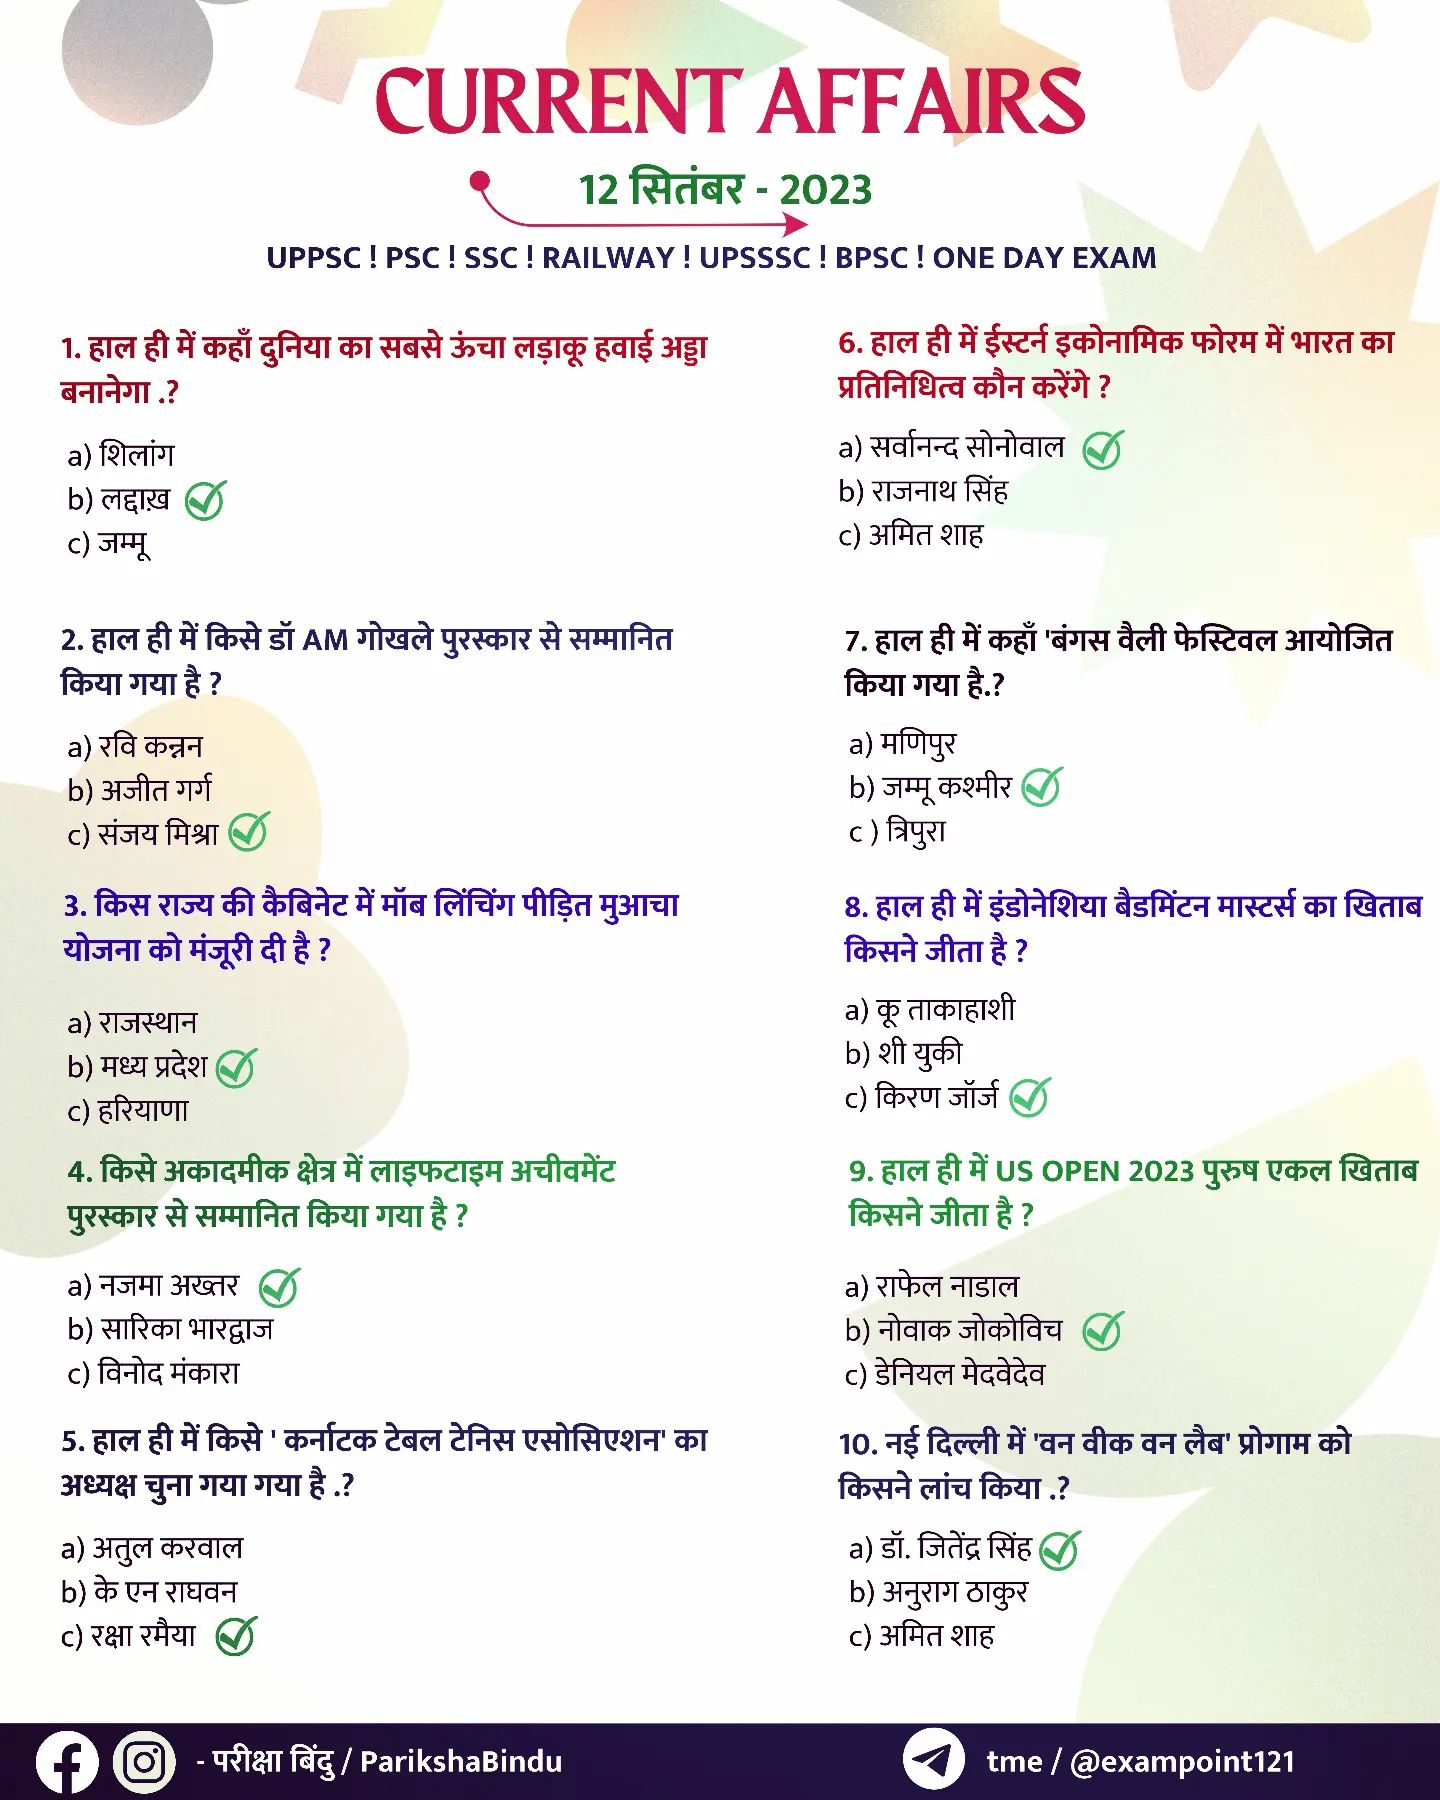 CURRENT AFFAIRS
12 सितंबर - 2023
UPPSC ! PSC ! SSC ! RAILWAY ! UPSSSC ! BPSC ! ONE DAY EXAM
1. हाल ही में कहाँ दुनिया का सबसे ऊंचा लड़ाकू हवाई अड्डा
बनानेगा .?
a) शिलांग
b) लद्दाख़
c) जम्मू
2. हाल ही में किसे डॉ AM गोखले पुरस्कार से सम्मानित
किया गया है ?
a) रवि कन्नन
b) अजीत गर्ग
c) संजय मिश्रा
3. किस राज्य की कैबिनेट में मॉब लिंचिंग पीड़ित मुआचा
योजना को मंजूरी दी है ?
a) राजस्थान
b) मध्य प्रदेश
c) हरियाणा
4. किसे अकादमीक क्षेत्र में लाइफटाइम अचीवमेंट
पुरस्कार से सम्मानित किया गया है ?
a) नजमा अख्तर
b) सारिका भारद्वाज
c) विनोद मंकारा
5. हाल ही में किसे ' कर्नाटक टेबल टेनिस एसोसिएशन' का
अध्यक्ष चुना गया गया है .?
a) अतुल करवाल
b) के एन राघवन
c) रक्षा रमैया
6. हाल ही में ईस्टर्न इकोनामिक फोरम में भारत का
प्रतिनिधित्व कौन करेंगे ?
a) सर्वानन्द सोनोवाल
b) राजनाथ सिंह
c) अमित शाह
7. हाल ही में कहाँ 'बंगस वैली फेस्टिवल आयोजित
किया गया है.?
a) मणिपुर
b) जम्मू कश्मीर
c ) त्रिपुरा
8. हाल ही में इंडोनेशिया बैडमिंटन मास्टर्स का खिताब
किसने जीता है ?
a) कू ताकाहाशी
b) शी युकी
c) किरण जॉर्ज
9. हाल ही में US OPEN 2023 पुरुष एकल खिताब
किसने जीता है ?
a) राफेल नाडाल
b) नोवाक जोकोविच
c) डेनियल मेदवेदेव
10. नई दिल्ली में 'वन वीक वन लैब' प्रोगाम को
किसने लांच किया .?
a) डॉ. जितेंद्र सिंह
b) अनुराग ठाकुर
c) अमित शाह
- परीक्षा बिंदु / ParikshaBindu
tme / @exampoint121